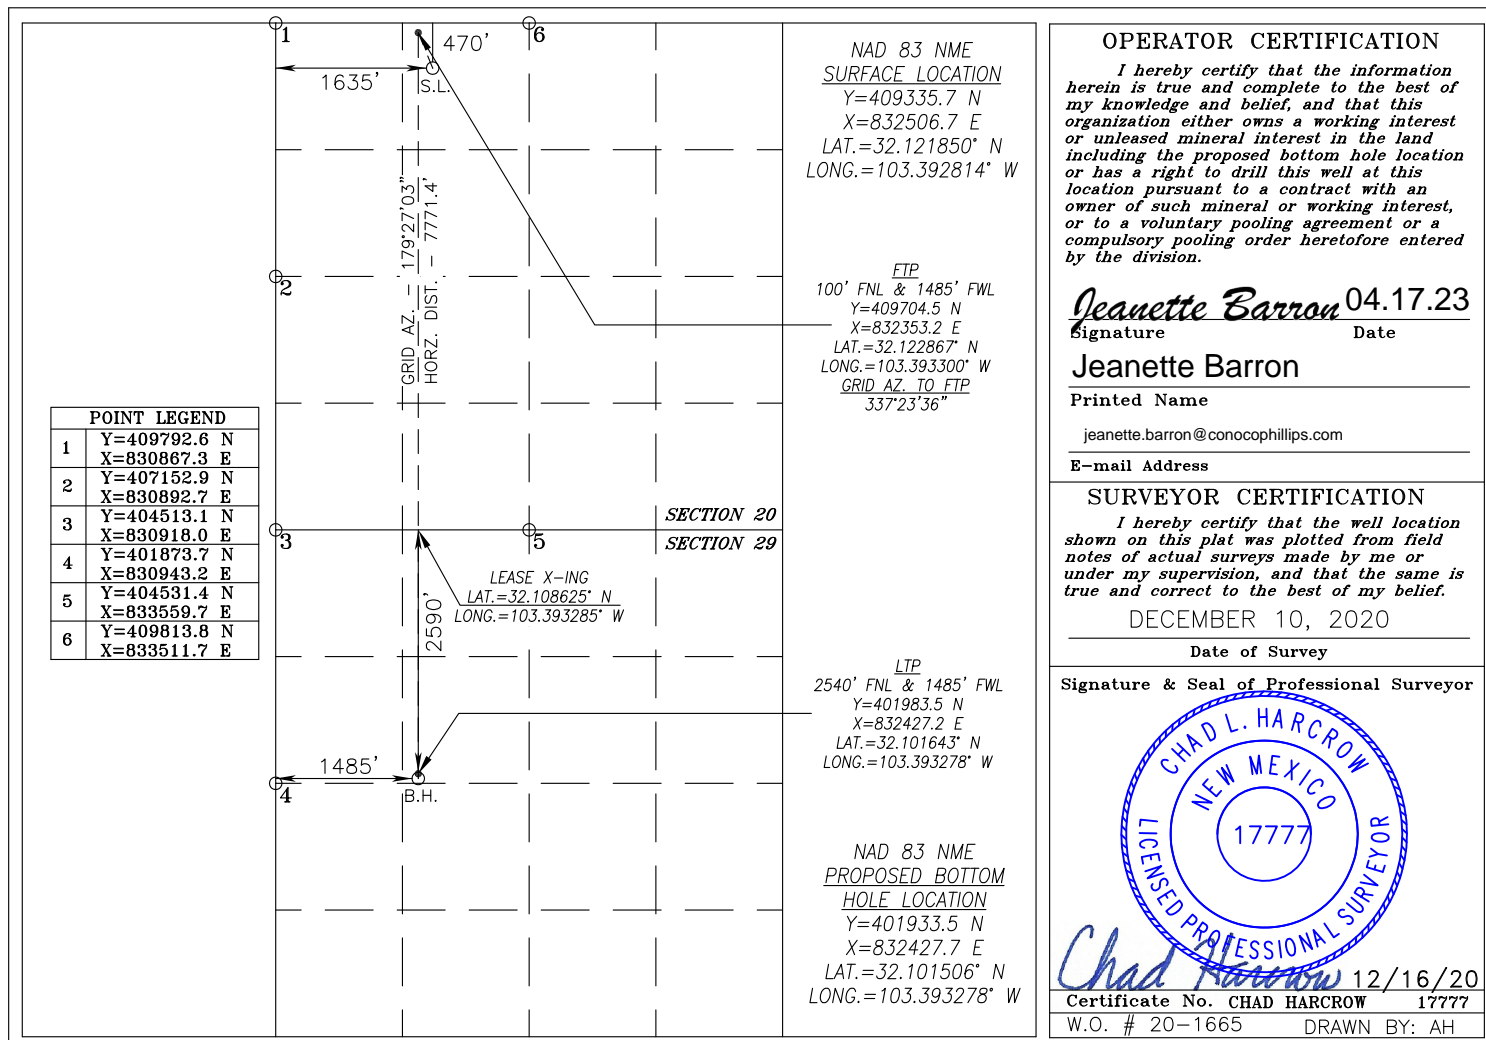 1
6
470'
1635'
S.L.
GRID AZ. - 179°27'03"
HORZ. DIST. - 7771.4'
2
POINT LEGEND
1 Y=409792.6 N
X=830867.3 E
2 Y=407152.9 N
X=830892.7 E
3 Y=404513.1 N
X=830918.0 E
4 Y=401873.7 N
X=830943.2 E
5 Y=404531.4 N
X=833559.7 E
6 Y=409813.8 N
X=833511.7 E
SECTION 20
3
5
SECTION 29
LEASE X-ING
LAT.=32.108625° N
LONG.=103.393285° W
2590'
1485'
4
B.H.
NAD 83 NME
SURFACE LOCATION
Y=409335.7 N
X=832506.7 E
LAT.=32.121850° N
LONG.=103.392814° W
FTP
100' FNL & 1485' FWL
Y=409704.5 N
X=832353.2 E
LAT.=32.122867° N
LONG.=103.393300° W
GRID AZ. TO FTP
337°23'36"
LTP
2540' FNL & 1485' FWL
Y=401983.5 N
X=832427.2 E
LAT.=32.101643° N
LONG.=103.393278° W
NAD 83 NME
PROPOSED BOTTOM
HOLE LOCATION
Y=401933.5 N
X=832427.7 E
LAT.=32.101506° N
LONG.=103.393278° W
OPERATOR CERTIFICATION
I hereby certify that the information
herein is true and complete to the best of
my knowledge and belief, and that this
organization either owns a working interest
or unleased mineral interest in the land
including the proposed bottom hole location
or has a right to drill this well at this
location pursuant to a contract with an
owner of such mineral or working interest,
or to a voluntary pooling agreement or a
compulsory pooling order heretofore entered
by the division.
Jeanette Barron 04.17.23
Signature Date
Jeanette Barron
Printed Name
jeanette.barron@conocophillips.com
E-mail Address
SURVEYOR CERTIFICATION
I hereby certify that the well location
shown on this plat was plotted from field
notes of actual surveys made by me or
under my supervision, and that the same is
true and correct to the best of my belief.
DECEMBER 10, 2020
Date of Survey
Signature & Seal of Professional Surveyor
CHAD L. HARCROW
NEW MEXICO
17777
LICENSED PROFESSIONAL SURVEYOR
Chad Harcrow 12/16/20
Certificate No. CHAD HARCROW 17777
W.O. # 20-1665 DRAWN BY: AH